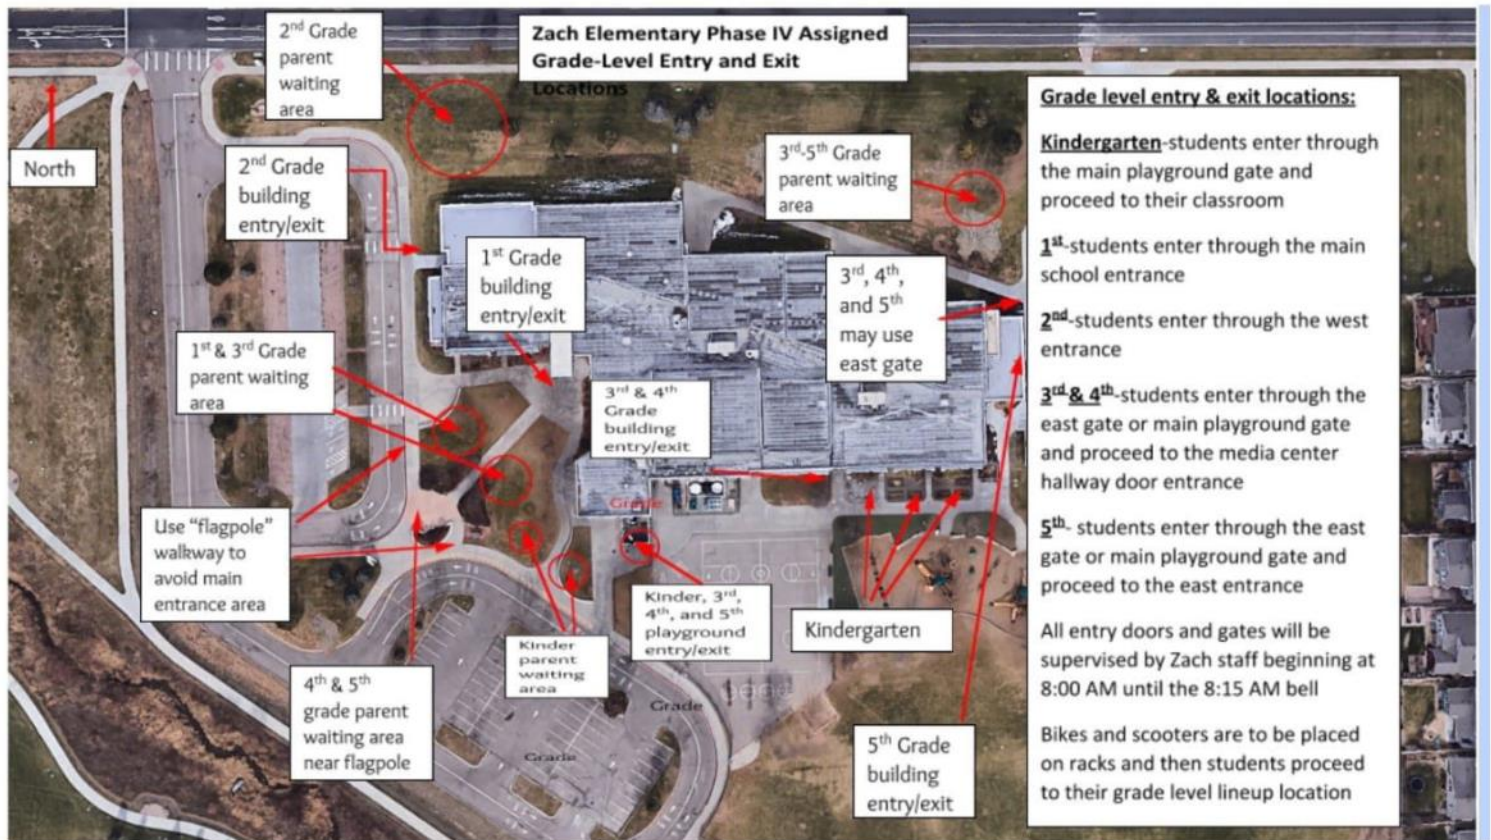 Zach Elementary Phase IV Assigned
Grade-Level Entry and Exit
Locations
2nd Grade
parent
waiting
area
North
2nd Grade
building
entry/exit
1st Grade
building
entry/exit
3rd-5th Grade
parent waiting
area
3rd, 4th,
and 5th
may use
east gate
1st & 3rd Grade
parent waiting
area
3rd & 4th
Grade
building
entry/exit
Grade
Use “flagpole”
walkway to
avoid main
entrance area
Kinder, 3rd,
4th, and 5th
playground
entry/exit
Kindergarten
Kinder
parent
waiting
area
4th & 5th
grade parent
waiting area
near flagpole
Grade
Grade
5th Grade
building
entry/exit
Grade level entry & exit locations:
Kindergarten-students enter through
the main playground gate and
proceed to their classroom
1st-students enter through the main
school entrance
2nd-students enter through the west
entrance
3rd & 4th-students enter through the
east gate or main playground gate
and proceed to the media center
hallway door entrance
5th- students enter through the east
gate or main playground gate and
proceed to the east entrance
All entry doors and gates will be
supervised by Zach staff beginning at
8:00 AM until the 8:15 AM bell
Bikes and scooters are to be placed
on racks and then students proceed
to their grade level lineup location